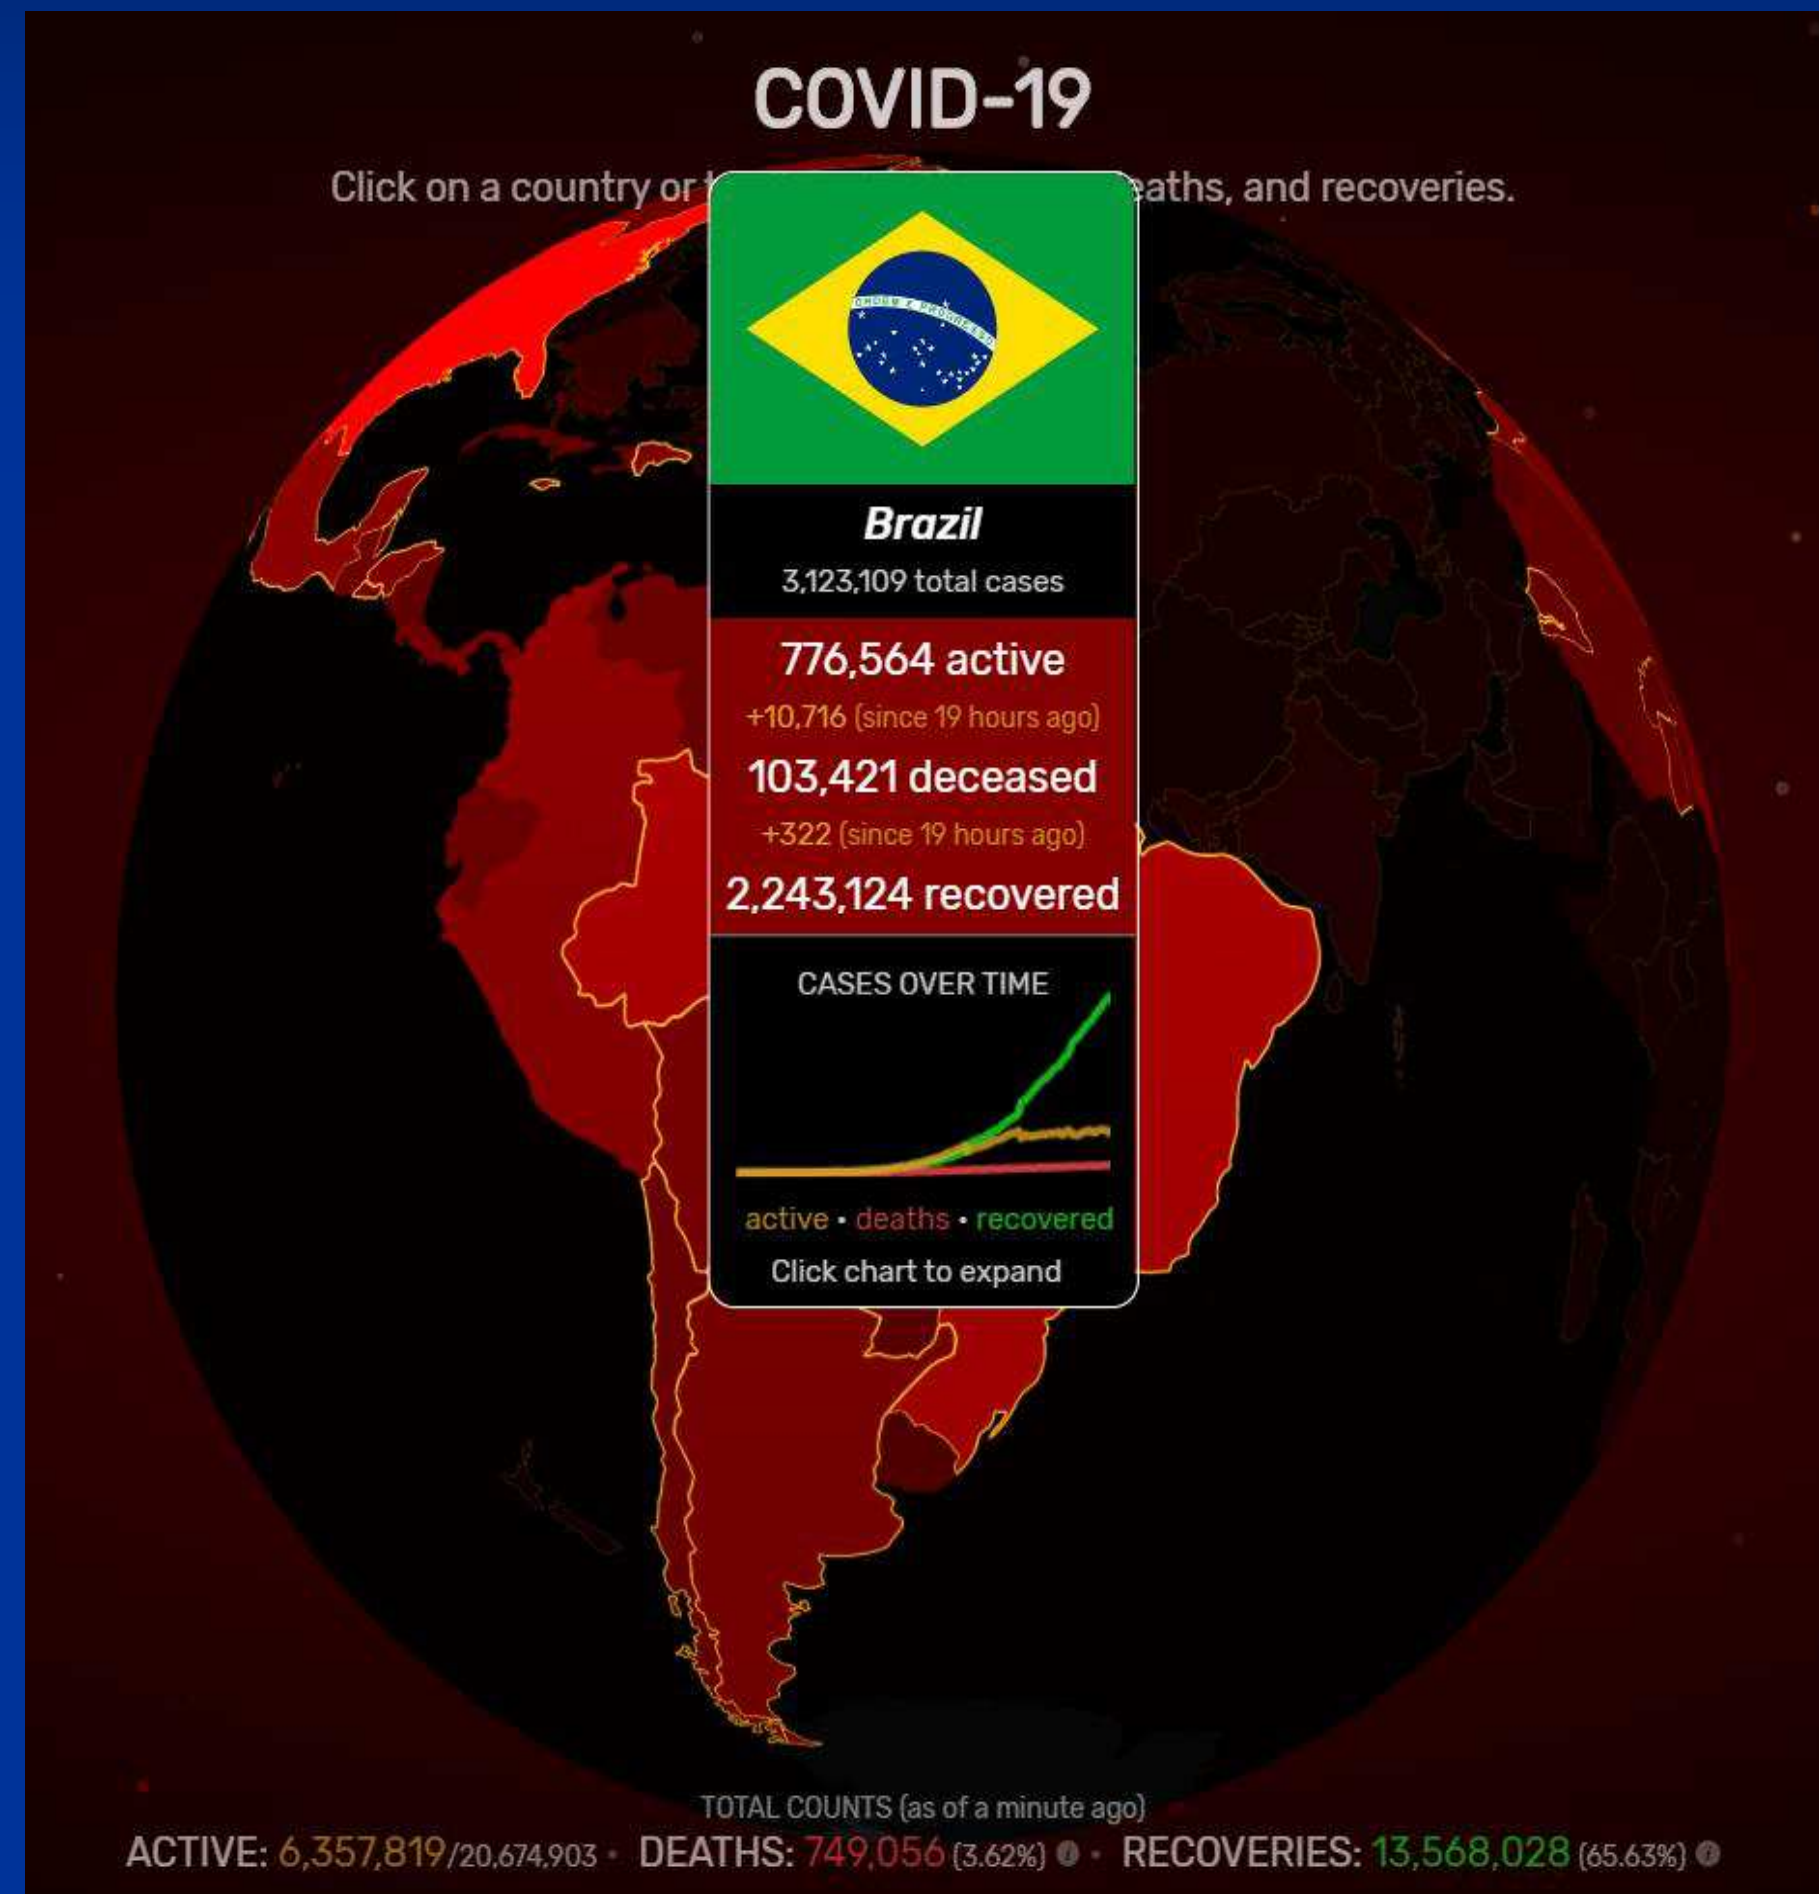 COVID-19
Click on a country or t
eaths, and recoveries.
ORDEM E PROGRESSO
Brazil
3,123,109 total cases
776,564 active
+10,716 (since 19 hours ago)
103,421 deceased
+322 (since 19 hours ago)
2,243,124 recovered
CASES OVER TIME
active • deaths • recovered
Click chart to expand
TOTAL COUNTS (as of a minute ago)
ACTIVE: 6,357,819/20,674,903 • DEATHS: 749,056 (3.62%) i • RECOVERIES: 13,568,028 (65.63%) i